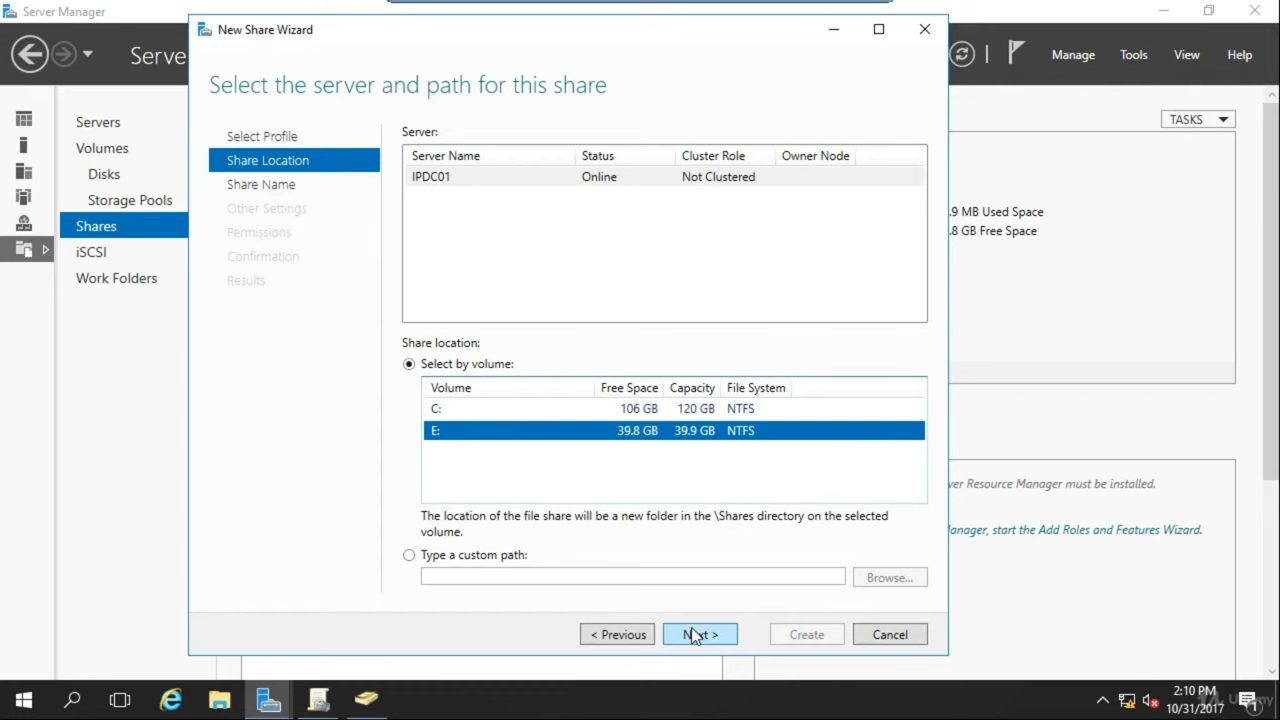 Server Manager
New Share Wizard
Serve
Manage
Tools
View
Help
Servers
Volumes
Disks
Storage Pools
Shares
iSCSI
Work Folders
Select the server and path for this share
Select Profile
Share Location
Share Name
Other Settings
Permissions
Confirmation
Results
Server:
Server Name Status Cluster Role Owner Node
IPDC01 Online Not Clustered
Share location:
Select by volume:
Volume Free Space Capacity File System
C: 106 GB 120 GB NTFS
E: 39.8 GB 39.9 GB NTFS
The location of the file share will be a new folder in the \Shares directory on the selected
volume.
Type a custom path:
Browse...
< Previous
Next >
Create
Cancel
TASKS
.9 MB Used Space
.8 GB Free Space
ver Resource Manager must be installed.
anager, start the Add Roles and Features Wizard.
2:10 PM
10/31/2017
1